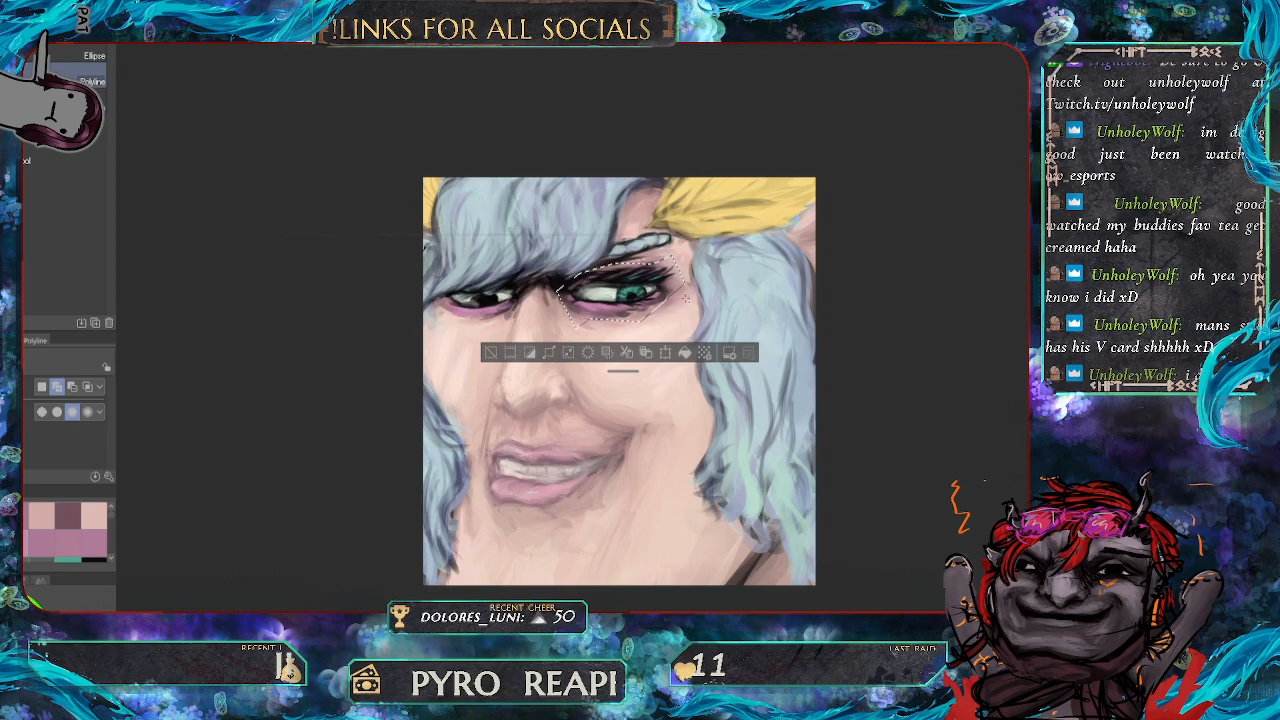 !LINKS FOR ALL SOCIALS
Ellipse
Polyline
Polyline
check out unholeywolf at
Twitch.tv/unholeywolf
UnholeyWolf: im
good just been
UnholeyWolf: good
watched my buddies fav tea get
creamed haha
UnholeyWolf: oh yea you
know i did xD
UnholeyWolf: mans
has his V card shhhhh xD
UnholeyWolf: i
RECENT CHEER
DOLORES_LUNI: 50
RECENT
PYRO REAPI
LAST RAID
11